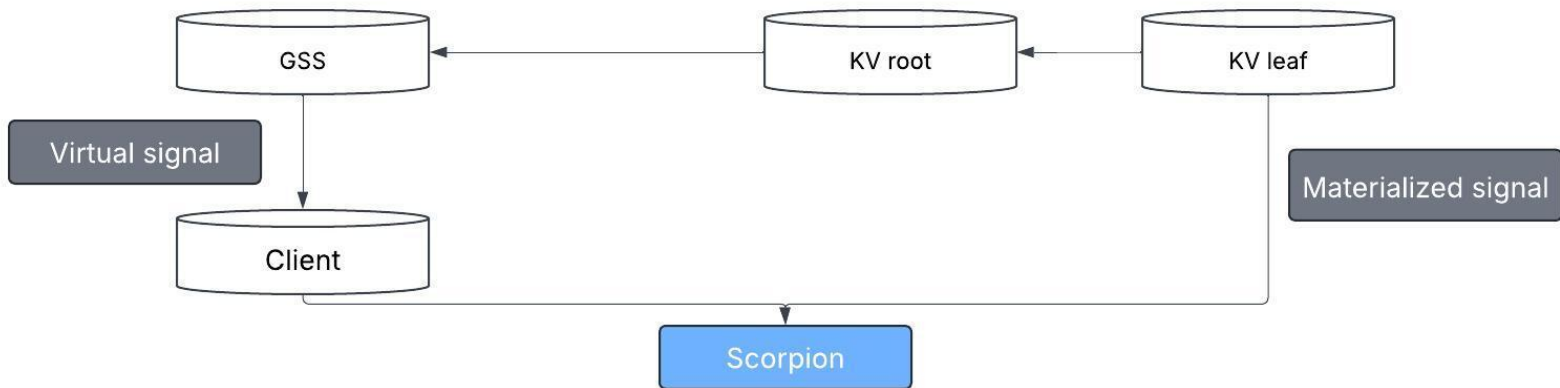 GSS
KV root
KV leaf
Virtual signal
Materialized signal
Client
Scorpion